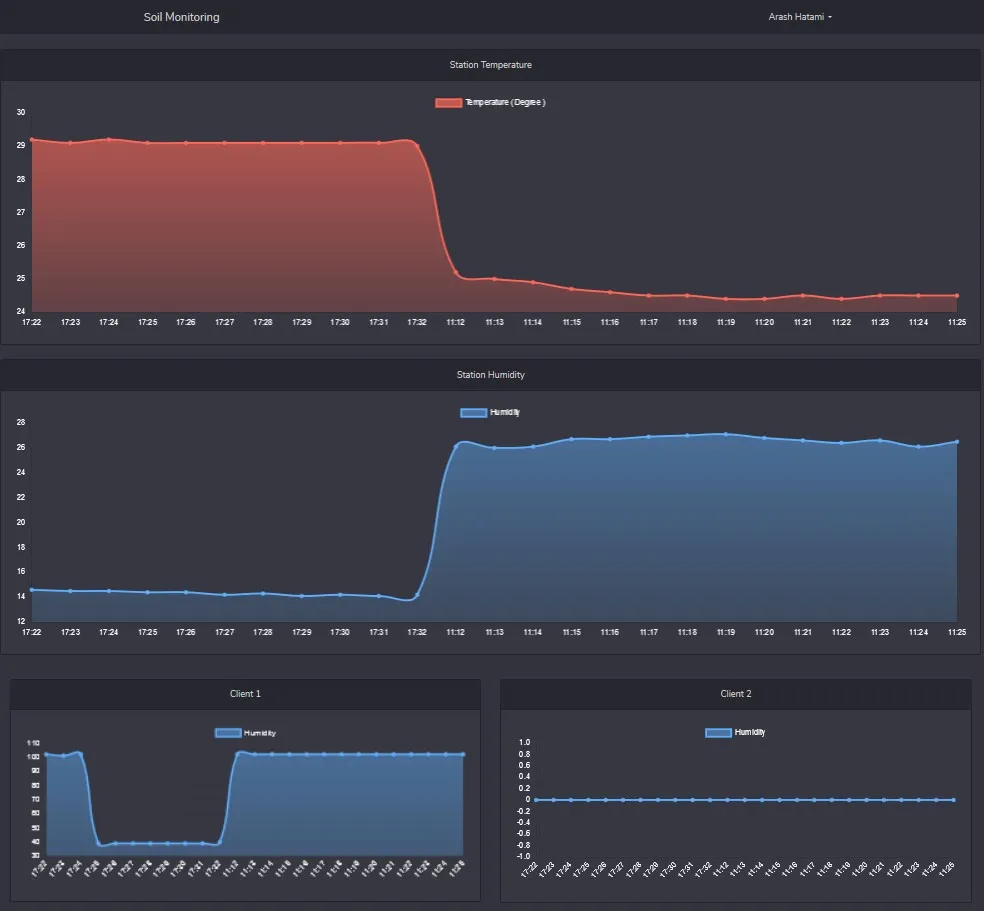 Soil Monitoring
Arash Hatami
Station Temperature
Temperature (Degree )
30
29
28
27
26
25
24
17:22 17:23 17:24 17:25 17:26 17:27 17:28 17:29 17:30 17:31 17:32 11:12 11:13 11:14 11:15 11:16 11:17 11:18 11:19 11:20 11:21 11:22 11:23 11:24 11:25
Station Humidity
Humidity
28
26
24
22
20
18
16
14
12
17:22 17:23 17:24 17:25 17:26 17:27 17:28 17:29 17:30 17:31 17:32 11:12 11:13 11:14 11:15 11:16 11:17 11:18 11:19 11:20 11:21 11:22 11:23 11:24 11:25
Client 1
Humidity
110
100
90
80
70
60
50
40
30
17:22 17:23 17:24 17:25 17:26 17:27 17:28 17:29 17:30 17:31 17:32 11:12 11:13 11:14 11:15 11:16 11:17 11:18 11:19 11:20 11:21 11:22 11:23 11:24 11:25
Client 2
Humidity
1.0
0.8
0.6
0.4
0.2
0
-0.2
-0.4
-0.6
-0.8
-1.0
17:22 17:23 17:24 17:25 17:26 17:27 17:28 17:29 17:30 17:31 17:32 11:12 11:13 11:14 11:15 11:16 11:17 11:18 11:19 11:20 11:21 11:22 11:23 11:24 11:25